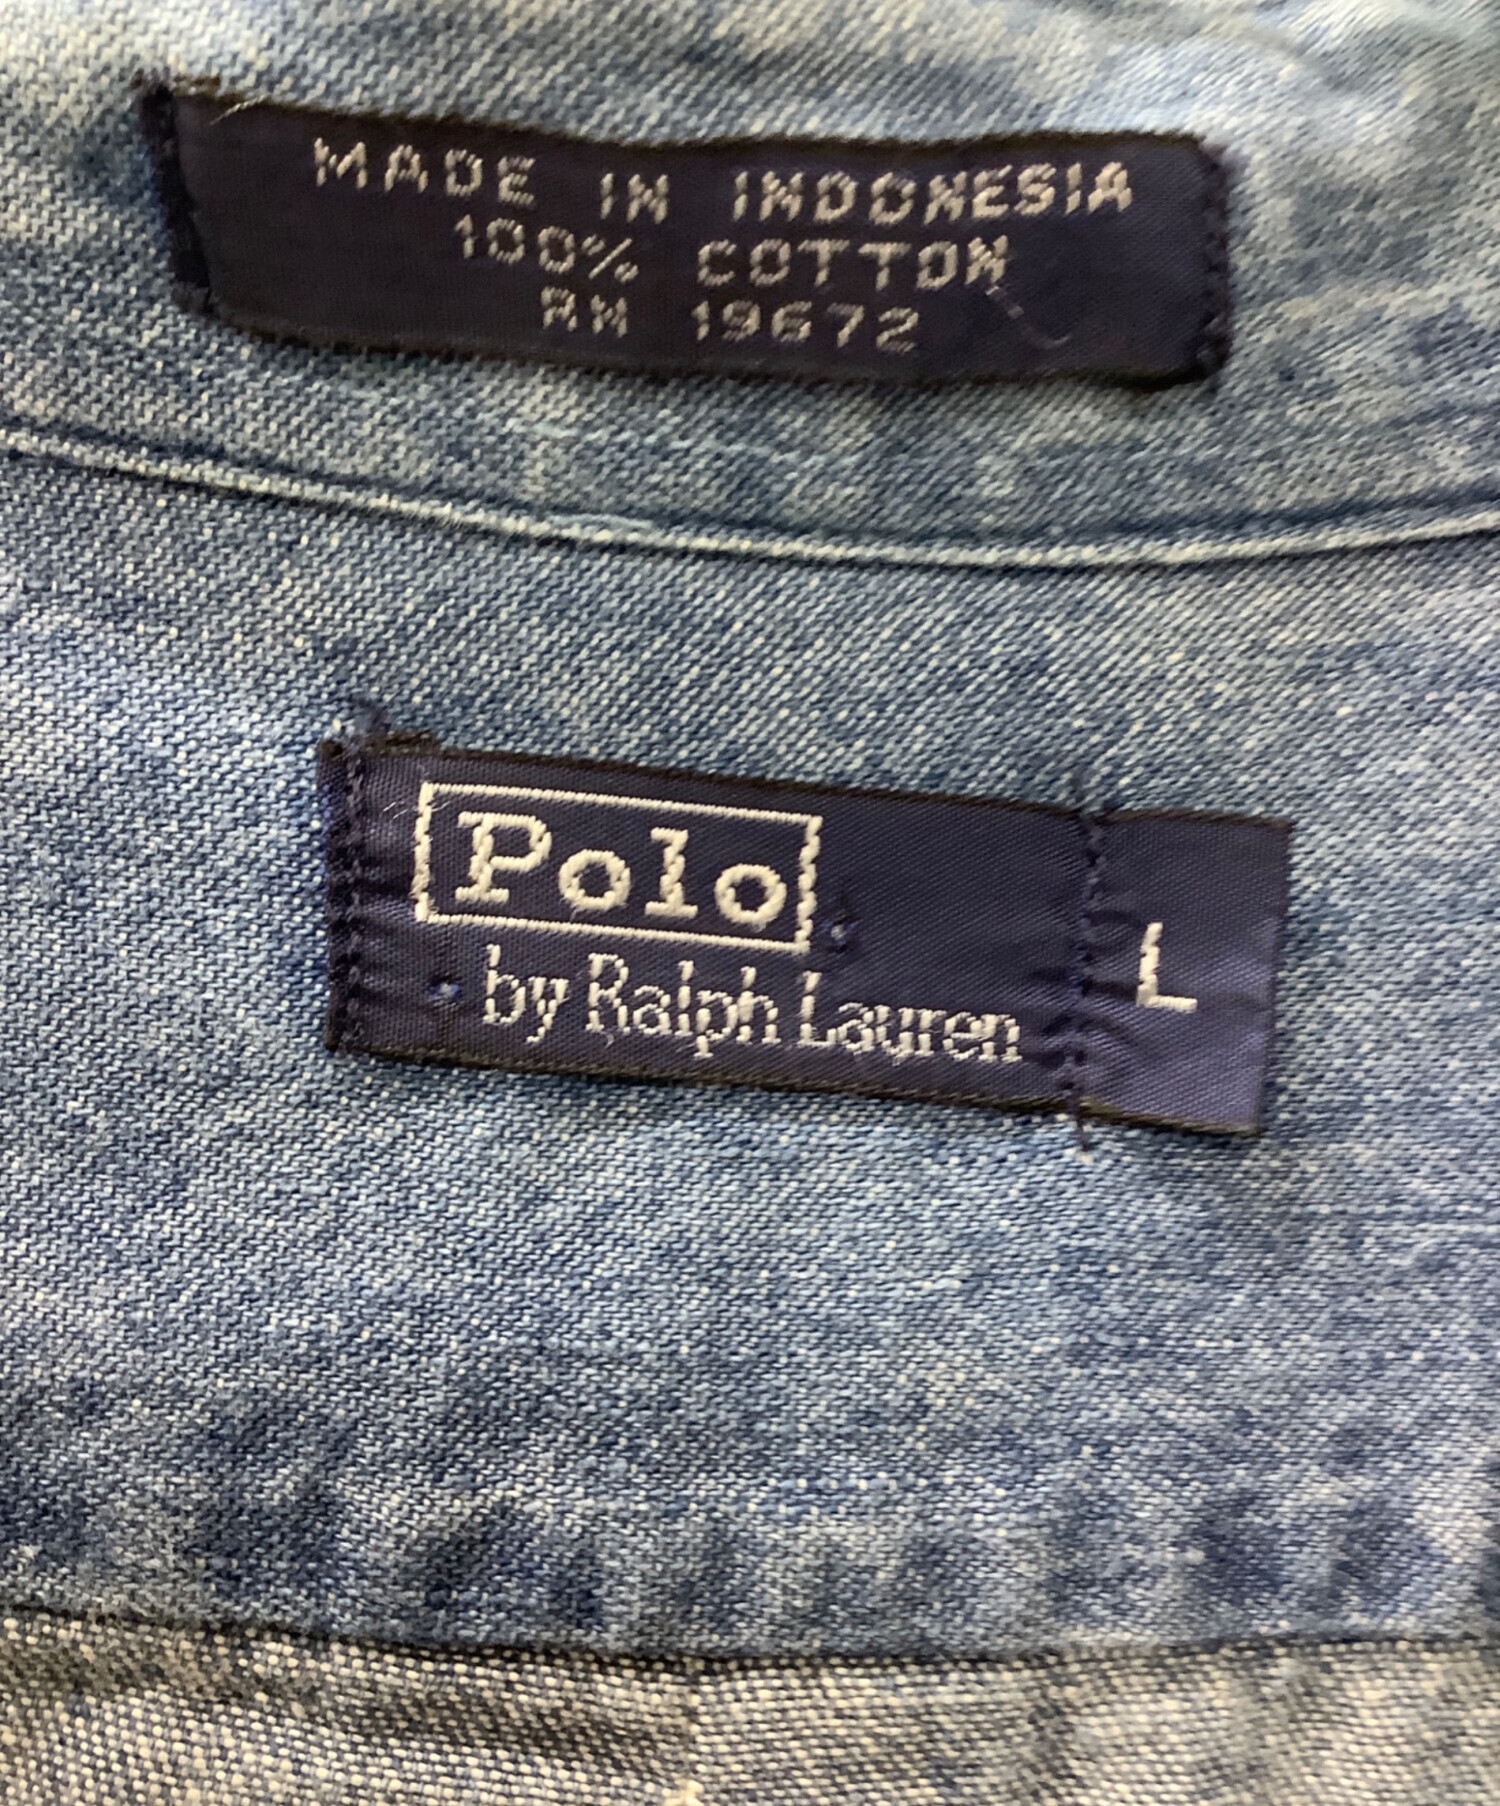 MADE IN INDONESIA
100% COTTON
RN 19672
Polo
by Ralph Lauren
L